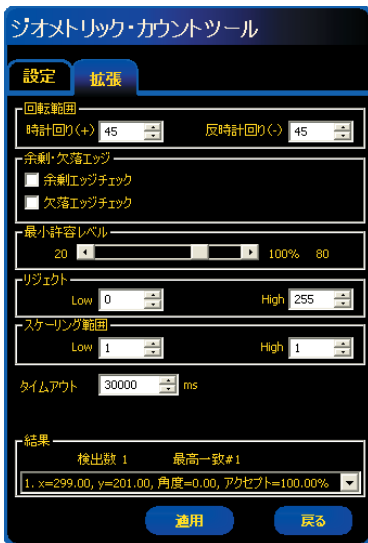 ジオメトリック・カウントツール
設定 拡張
回転範囲
時計回り(+) 45 反時計回り(-) 45
余剰・欠落エッジ
余剰エッジチェック
欠落エッジチェック
最小許容レベル
20 100% 80
リジェクト
Low 0 High 255
スケーリング範囲
Low 1 High 1
タイムアウト 30000 ms
結果
検出数 1 最高一致#1
1. x=299.00, y=201.00, 角度=0.00, アクセプト=100.00%
適用 戻る